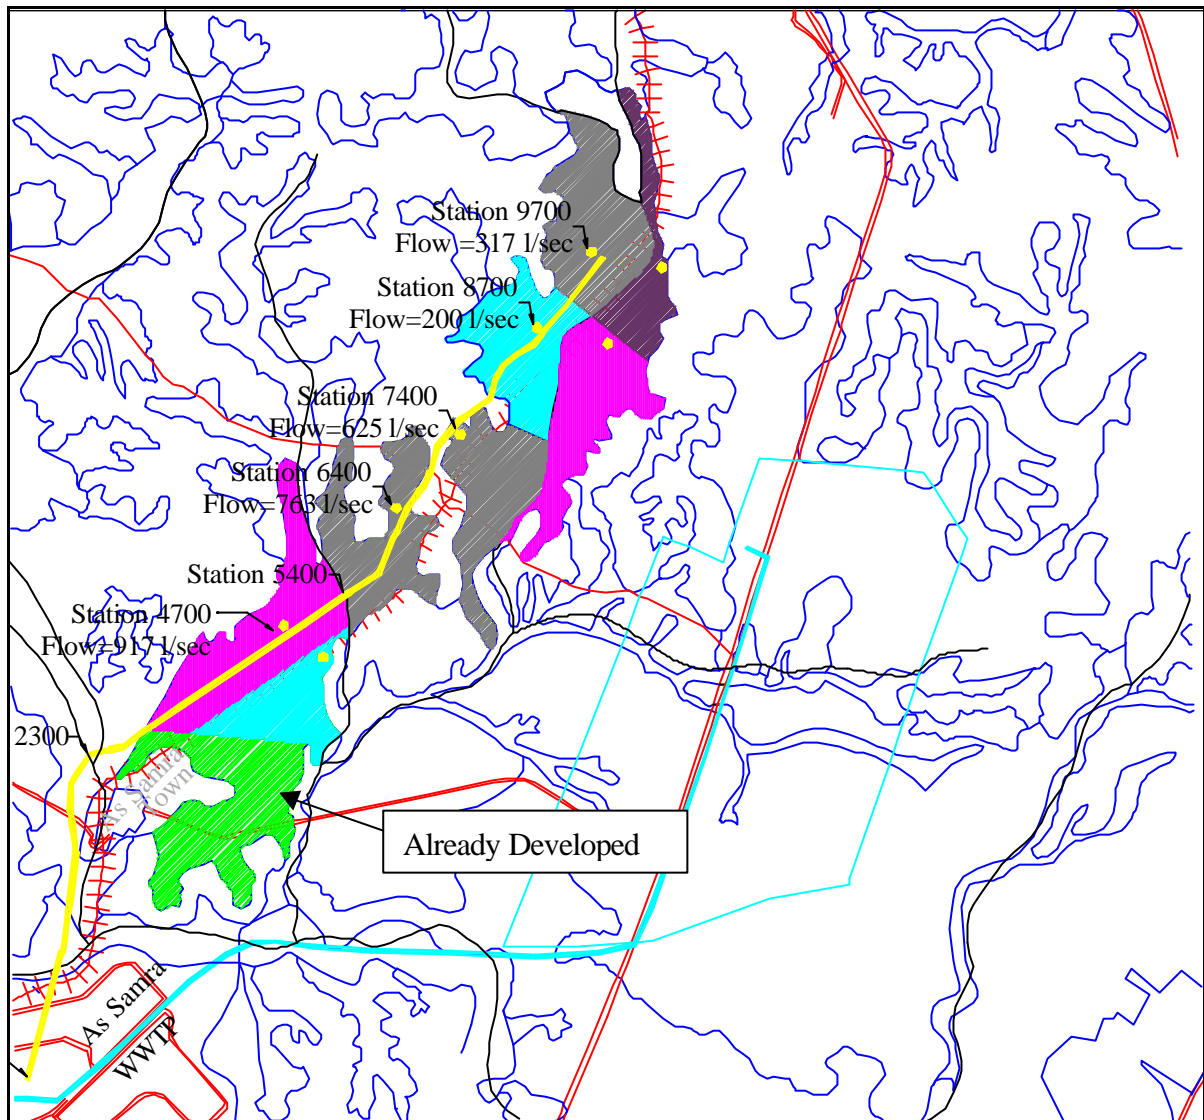 Station 9700
Flow =317 l/sec
Station 8700
Flow=200 l/sec
Station 7400
Flow=625 l/sec
Station 6400
Flow=763 l/sec
Station 5400
Station 4700
Flow=917 l/sec
2300
As Samra
Town
Already Developed
As Samra
WWTP